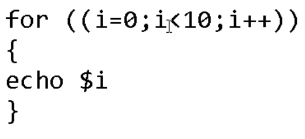 for ((i=0;i<10;i++))
{
echo $i
}